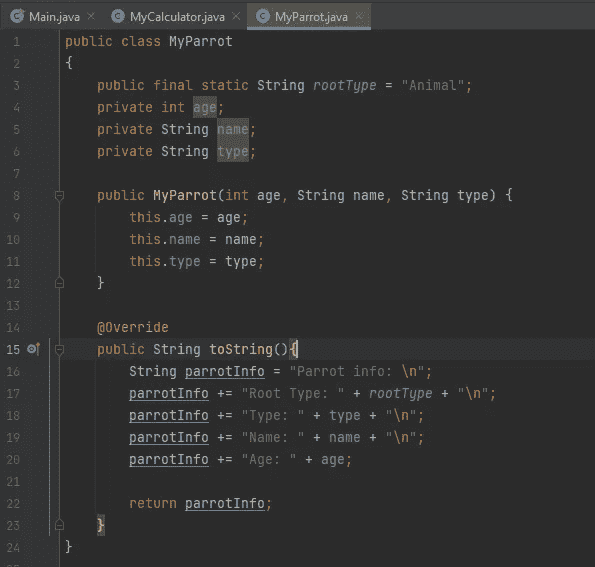 Main.java × MyCalculator.java × MyParrot.java ×
1 public class MyParrot
2 {
3 public final static String rootType = "Animal";
4 private int age;
5 private String name;
6 private String type;
7
8 public MyParrot(int age, String name, String type) {
9 this.age = age;
10 this.name = name;
11 this.type = type;
12 }
13
14 @Override
15 public String toString(){
16 String parrotInfo = "Parrot info: \n";
17 parrotInfo += "Root Type: " + rootType + "\n";
18 parrotInfo += "Type: " + type + "\n";
19 parrotInfo += "Name: " + name + "\n";
20 parrotInfo += "Age: " + age;
21
22 return parrotInfo;
23 }
24 }